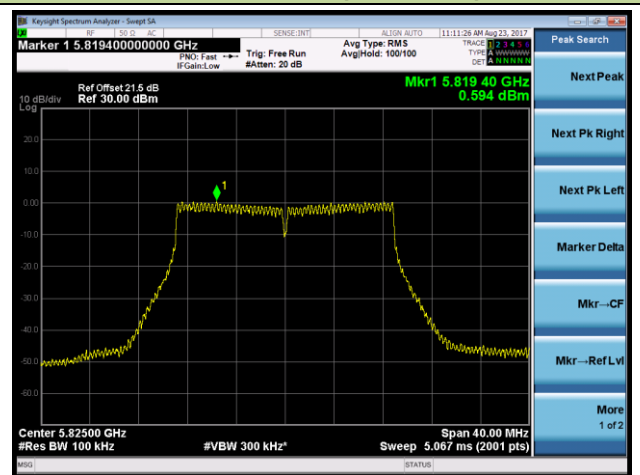 Keysight Spectrum Analyzer - Swept SA
RF 50 Ω AC SENSE:INT ALIGN AUTO 11:11:26 AM Aug 23, 2017
Marker 1 5.819400000000 GHz
PNO: Fast
IFGain:Low
Trig: Free Run
#Atten: 20 dB
Avg Type: RMS
Avg|Hold: 100/100
TRACE 1 2 3 4 5 6
TYPE A WWWWW
DET A NNNNN
Peak Search
Ref Offset 21.5 dB
Ref 30.00 dBm
10 dB/div
Log
Mkr1 5.819 40 GHz
0.594 dBm
20.0
10.0
0.00
-10.0
-20.0
-30.0
-40.0
-50.0
-60.0
1
Next Peak
Next Pk Right
Next Pk Left
Marker Delta
Mkr→CF
Mkr→Ref Lvl
More
1 of 2
Center 5.82500 GHz
Span 40.00 MHz
#Res BW 100 kHz
#VBW 300 kHz*
Sweep 5.067 ms (2001 pts)
MSG
STATUS